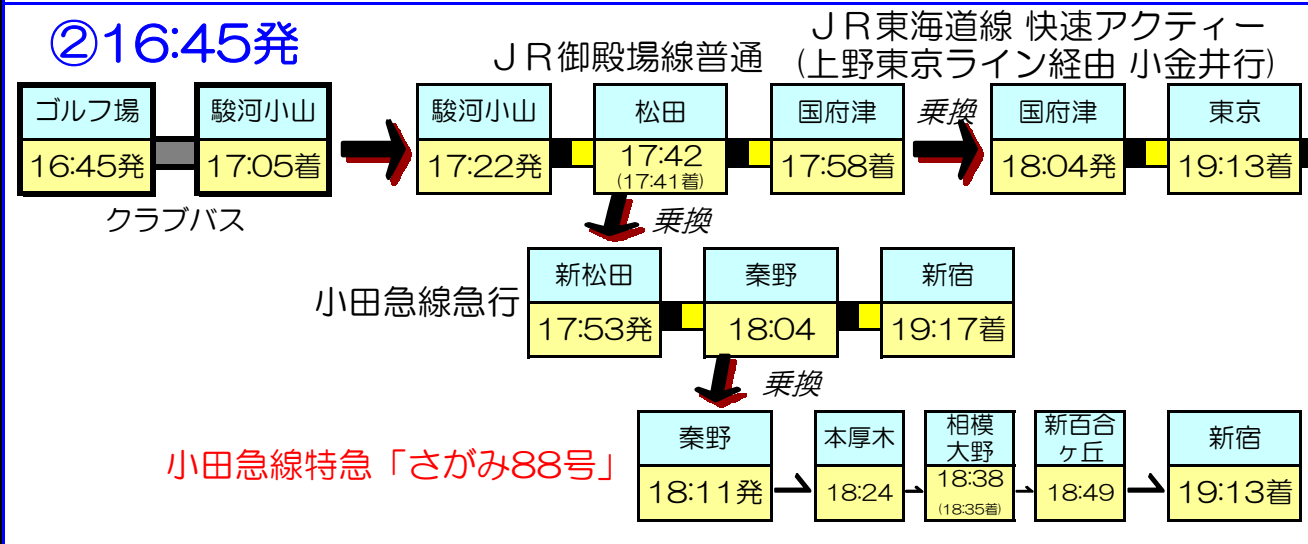 ②16:45発
JR御殿場線普通
JR東海道線 快速アクティー
(上野東京ライン経由 小金井行)
ゴルフ場 駿河小山 駿河小山 松田 国府津 乗換 国府津 東京
16:45発 17:05着 17:22発 17:42 17:58着 18:04発 19:13着
(17:41着)
クラブバス
乗換
小田急線急行
新松田 秦野 新宿
17:53発 18:04 19:17着
乗換
小田急線特急「さがみ88号」
秦野 本厚木 相模 新百合 新宿
大野 ヶ丘
18:11発 18:24 18:38 18:49 19:13着
(18:35着)